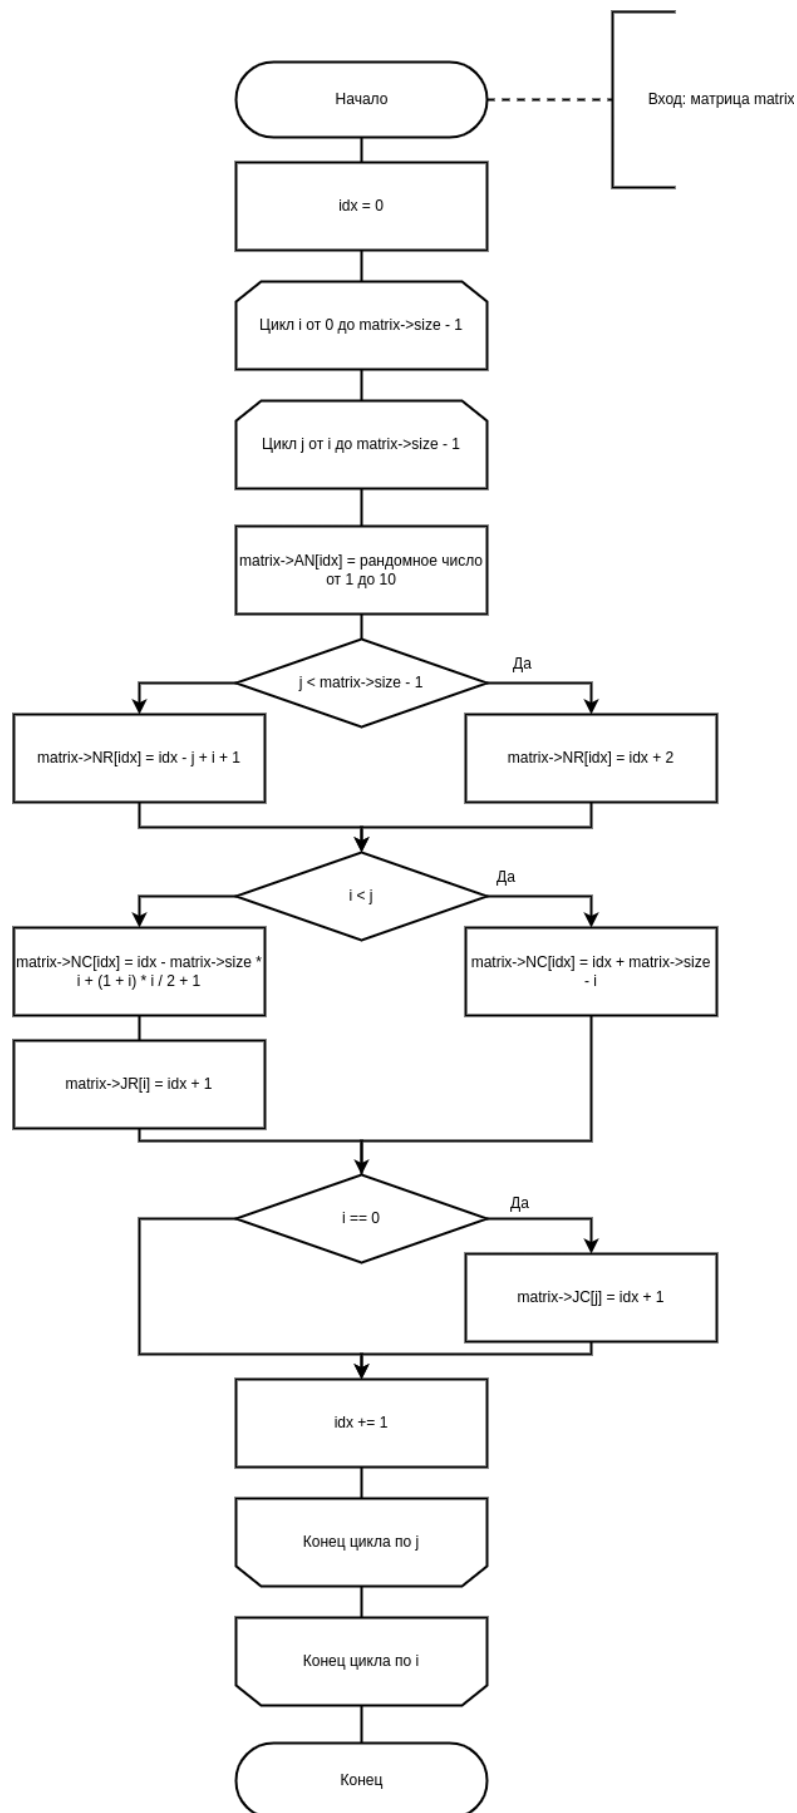 Начало
Вход: матрица matrix
idx = 0
Цикл i от 0 до matrix->size - 1
Цикл j от i до matrix->size - 1
matrix->AN[idx] = рандомное число
от 1 до 10
j < matrix->size - 1
Да
matrix->NR[idx] = idx - j + i + 1
matrix->NR[idx] = idx + 2
i < j
Да
matrix->NC[idx] = idx - matrix->size *
i + (1 + i) * i / 2 + 1
matrix->NC[idx] = idx + matrix->size
- i
matrix->JR[i] = idx + 1
i == 0
Да
matrix->JC[j] = idx + 1
idx += 1
Конец цикла по j
Конец цикла по i
Конец